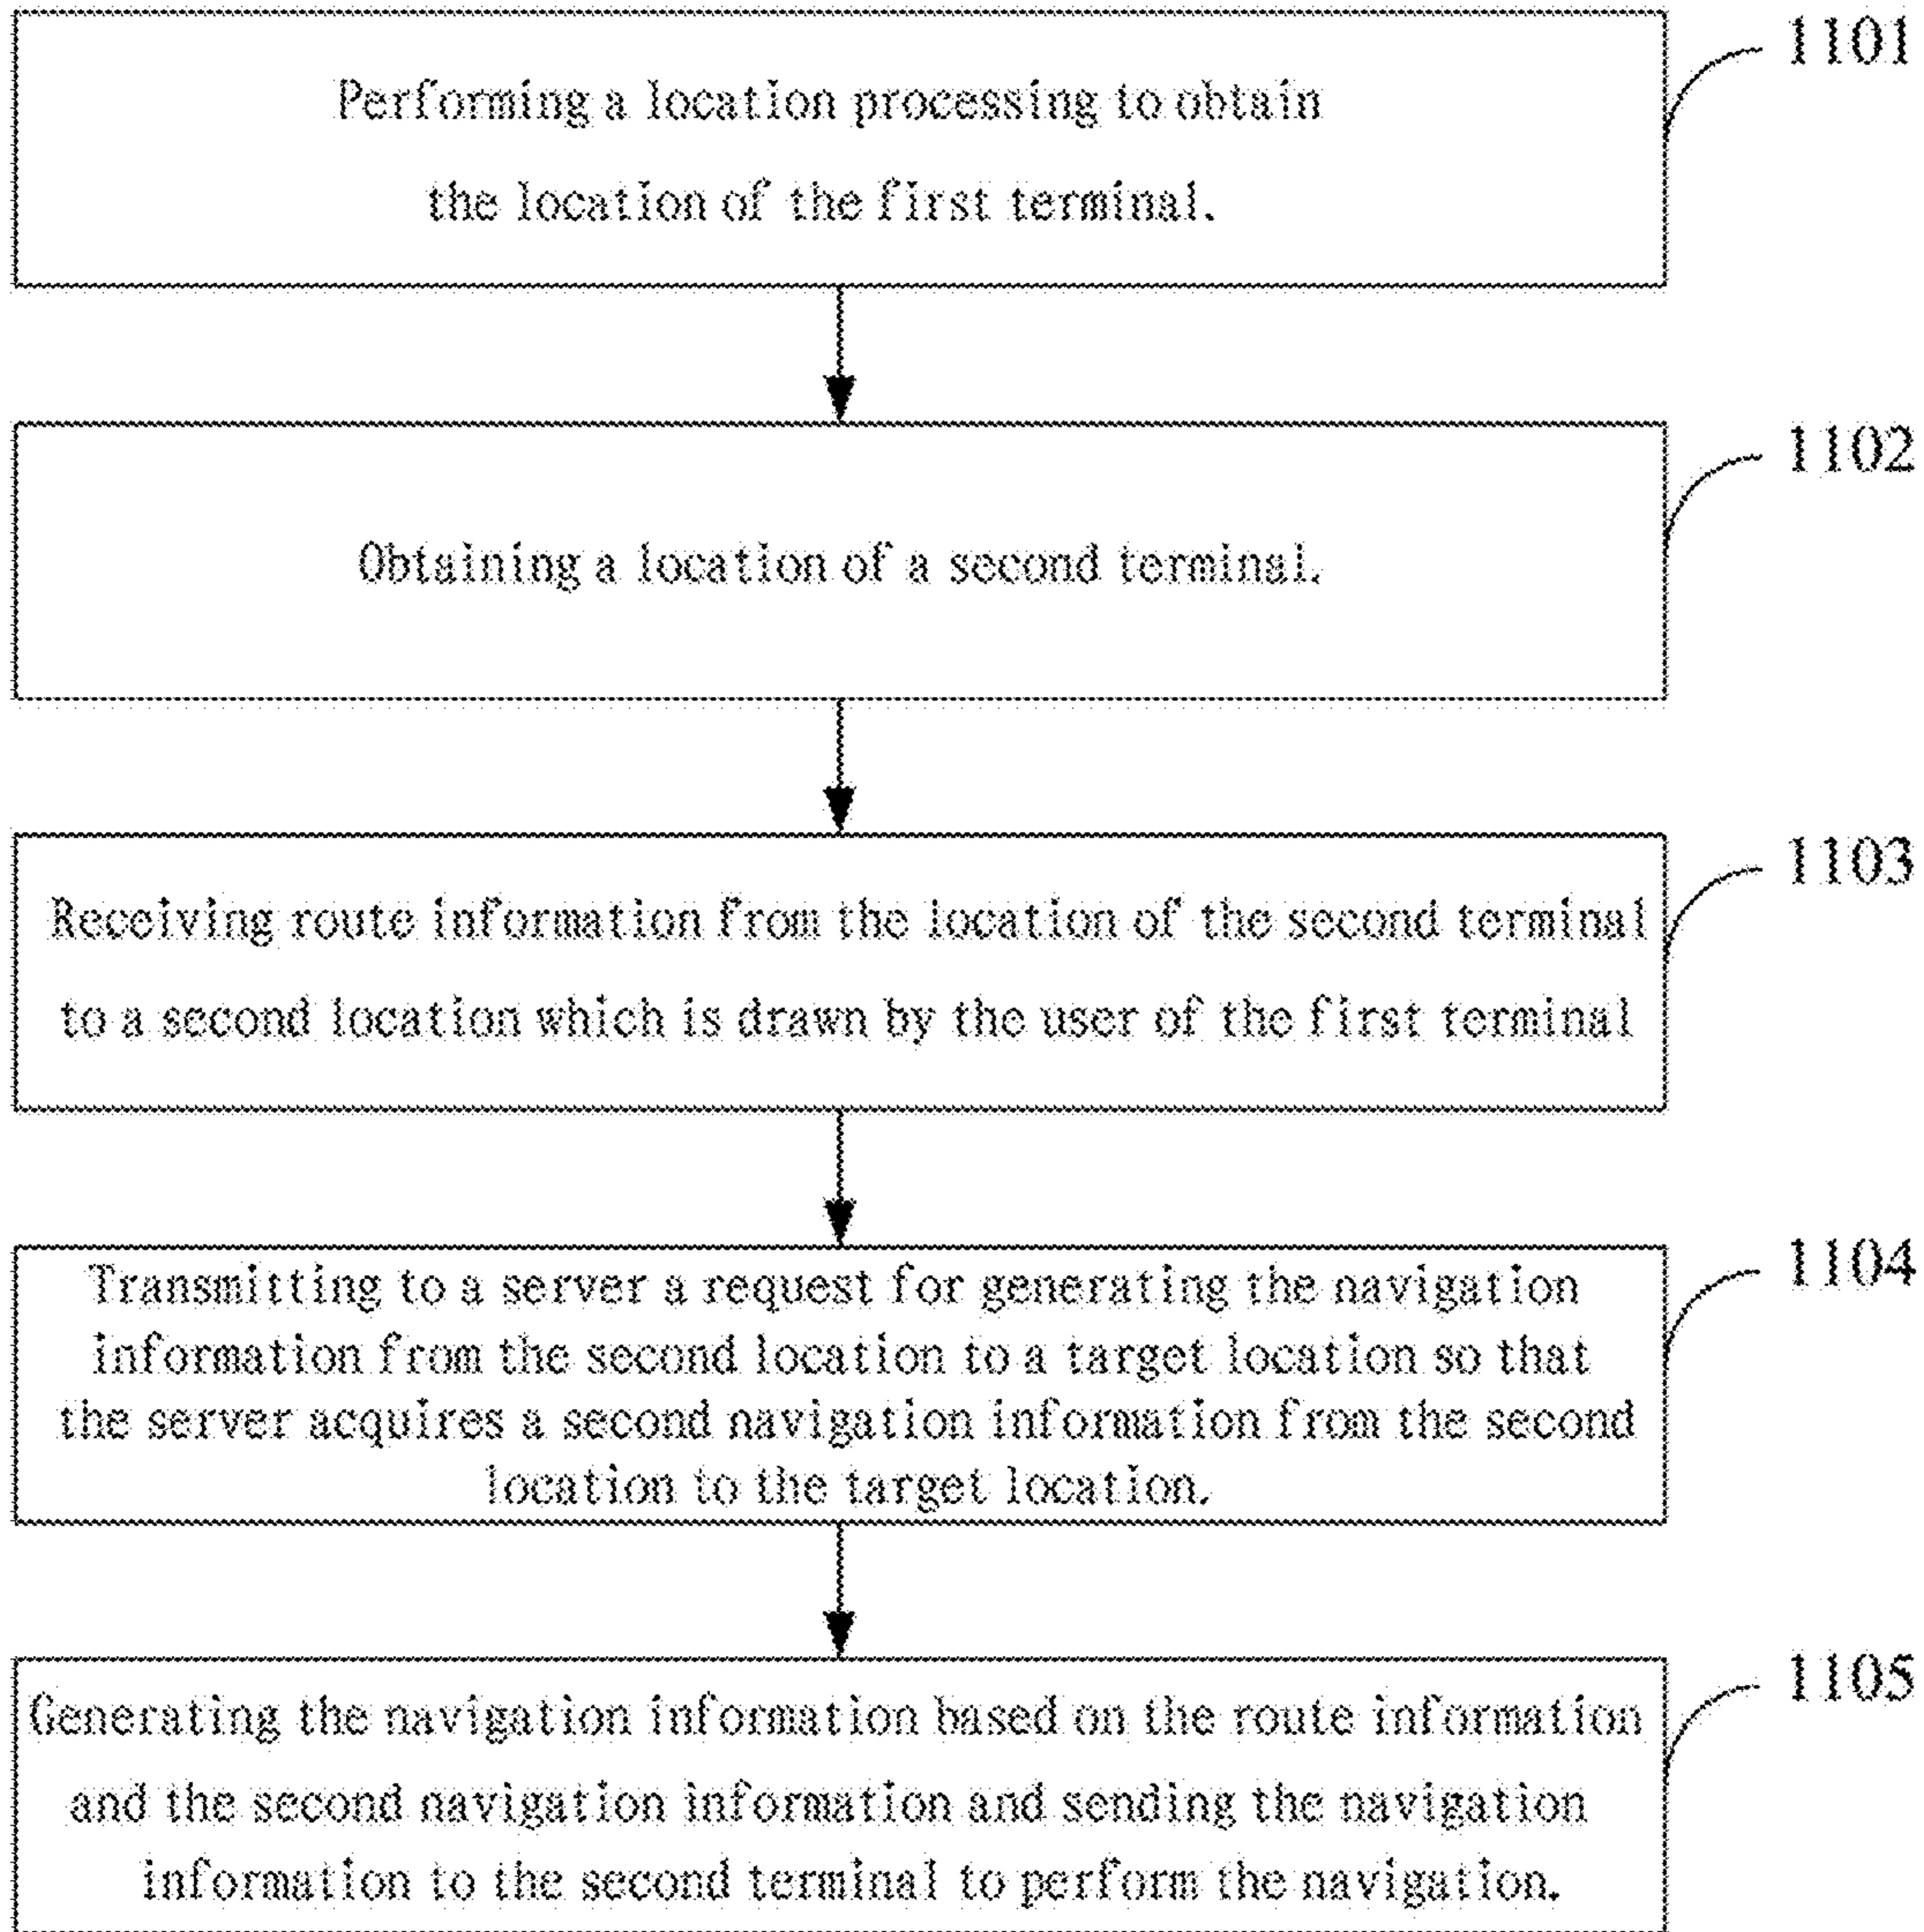 1101
Performing a location processing to obtain
the location of the first terminal.
1102
Obtaining a location of a second terminal.
1103
Receiving route information from the location of the second terminal
to a second location which is drawn by the user of the first terminal
1104
Transmitting to a server a request for generating the navigation
information from the second location to a target location so that
the server acquires a second navigation information from the second
location to the target location.
1105
Generating the navigation information based on the route information
and the second navigation information and sending the navigation
information to the second terminal to perform the navigation.